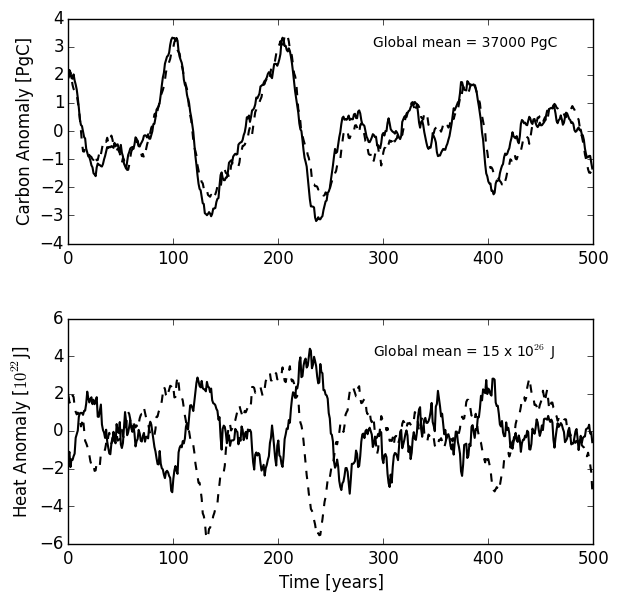 4
3
2
1
0
−1
−2
−3
−4
Carbon Anomaly [PgC]
Global mean = 37000 PgC
0 100 200 300 400 500
6
4
2
0
−2
−4
−6
Heat Anomaly [10²² J]
Global mean = 15 x 10²⁶ J
0 100 200 300 400 500
Time [years]